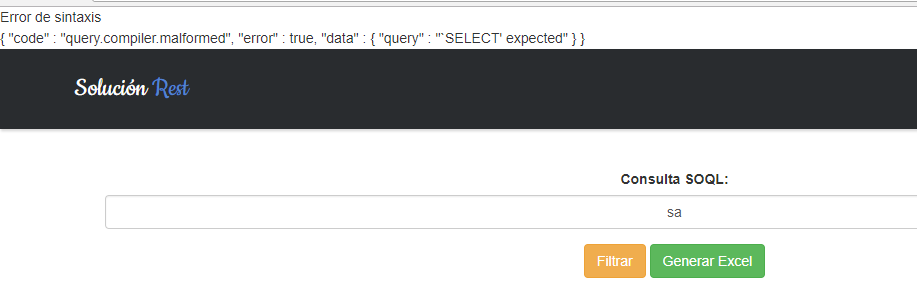 Error de sintaxis
{ "code" : "query.compiler.malformed", "error" : true, "data" : { "query" : "`SELECT' expected" } }
Solución Rest
Consulta SOQL:
sa
Filtrar Generar Excel